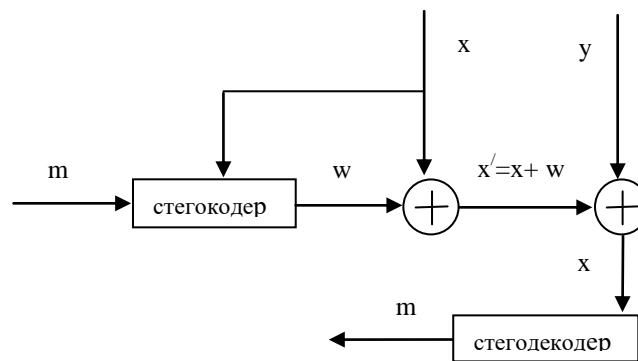 x
y
m
w
x/=x+ w
стегокодер
x
m
стегодекодер